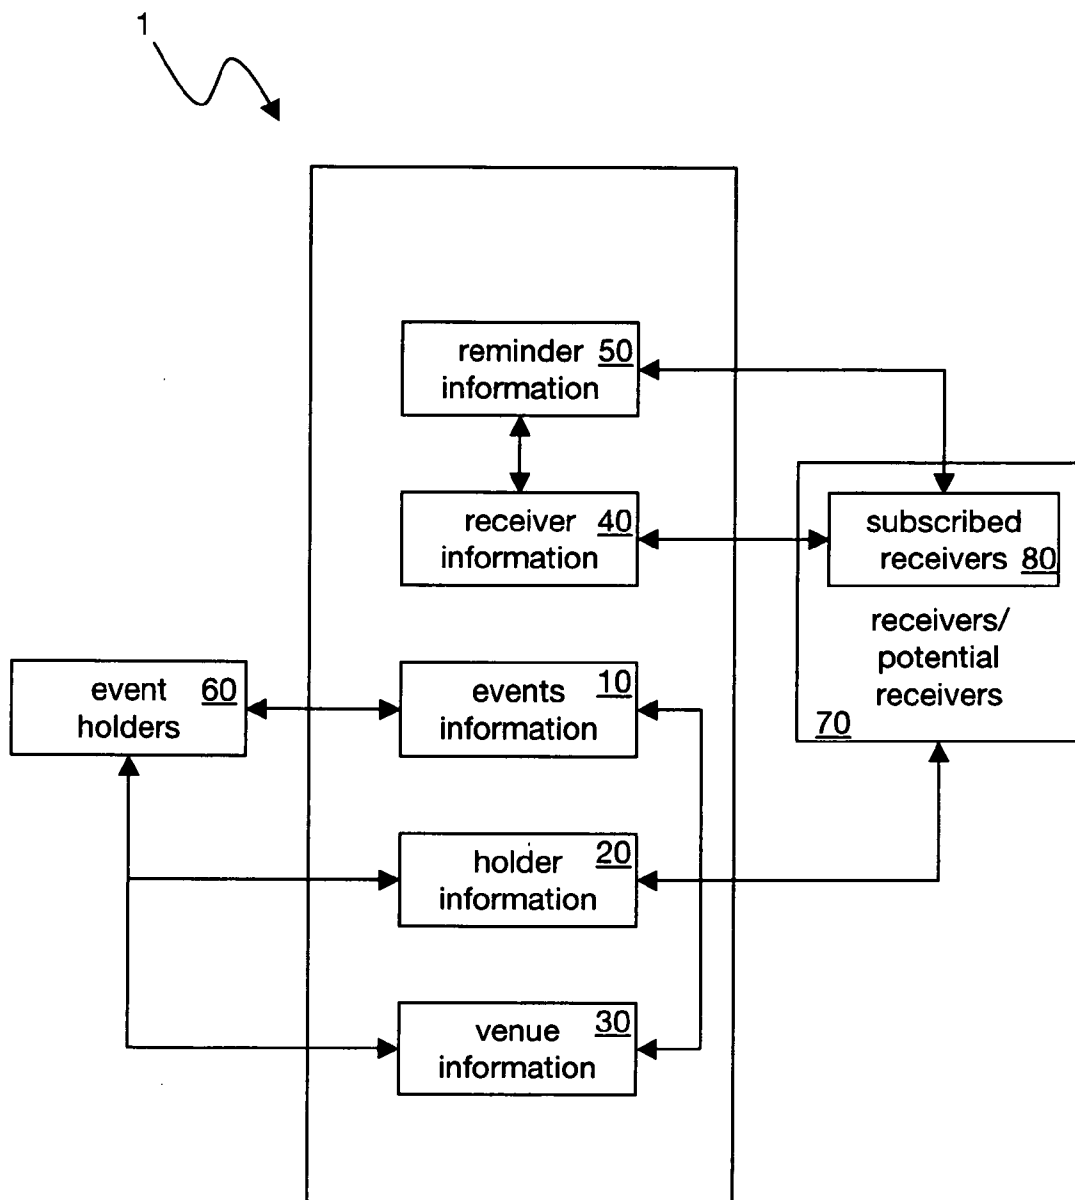 1
reminder 50
information
receiver 40
information
subscribed
receivers 80
receivers/
potential
receivers
70
event 60
holders
events 10
information
holder 20
information
venue 30
information